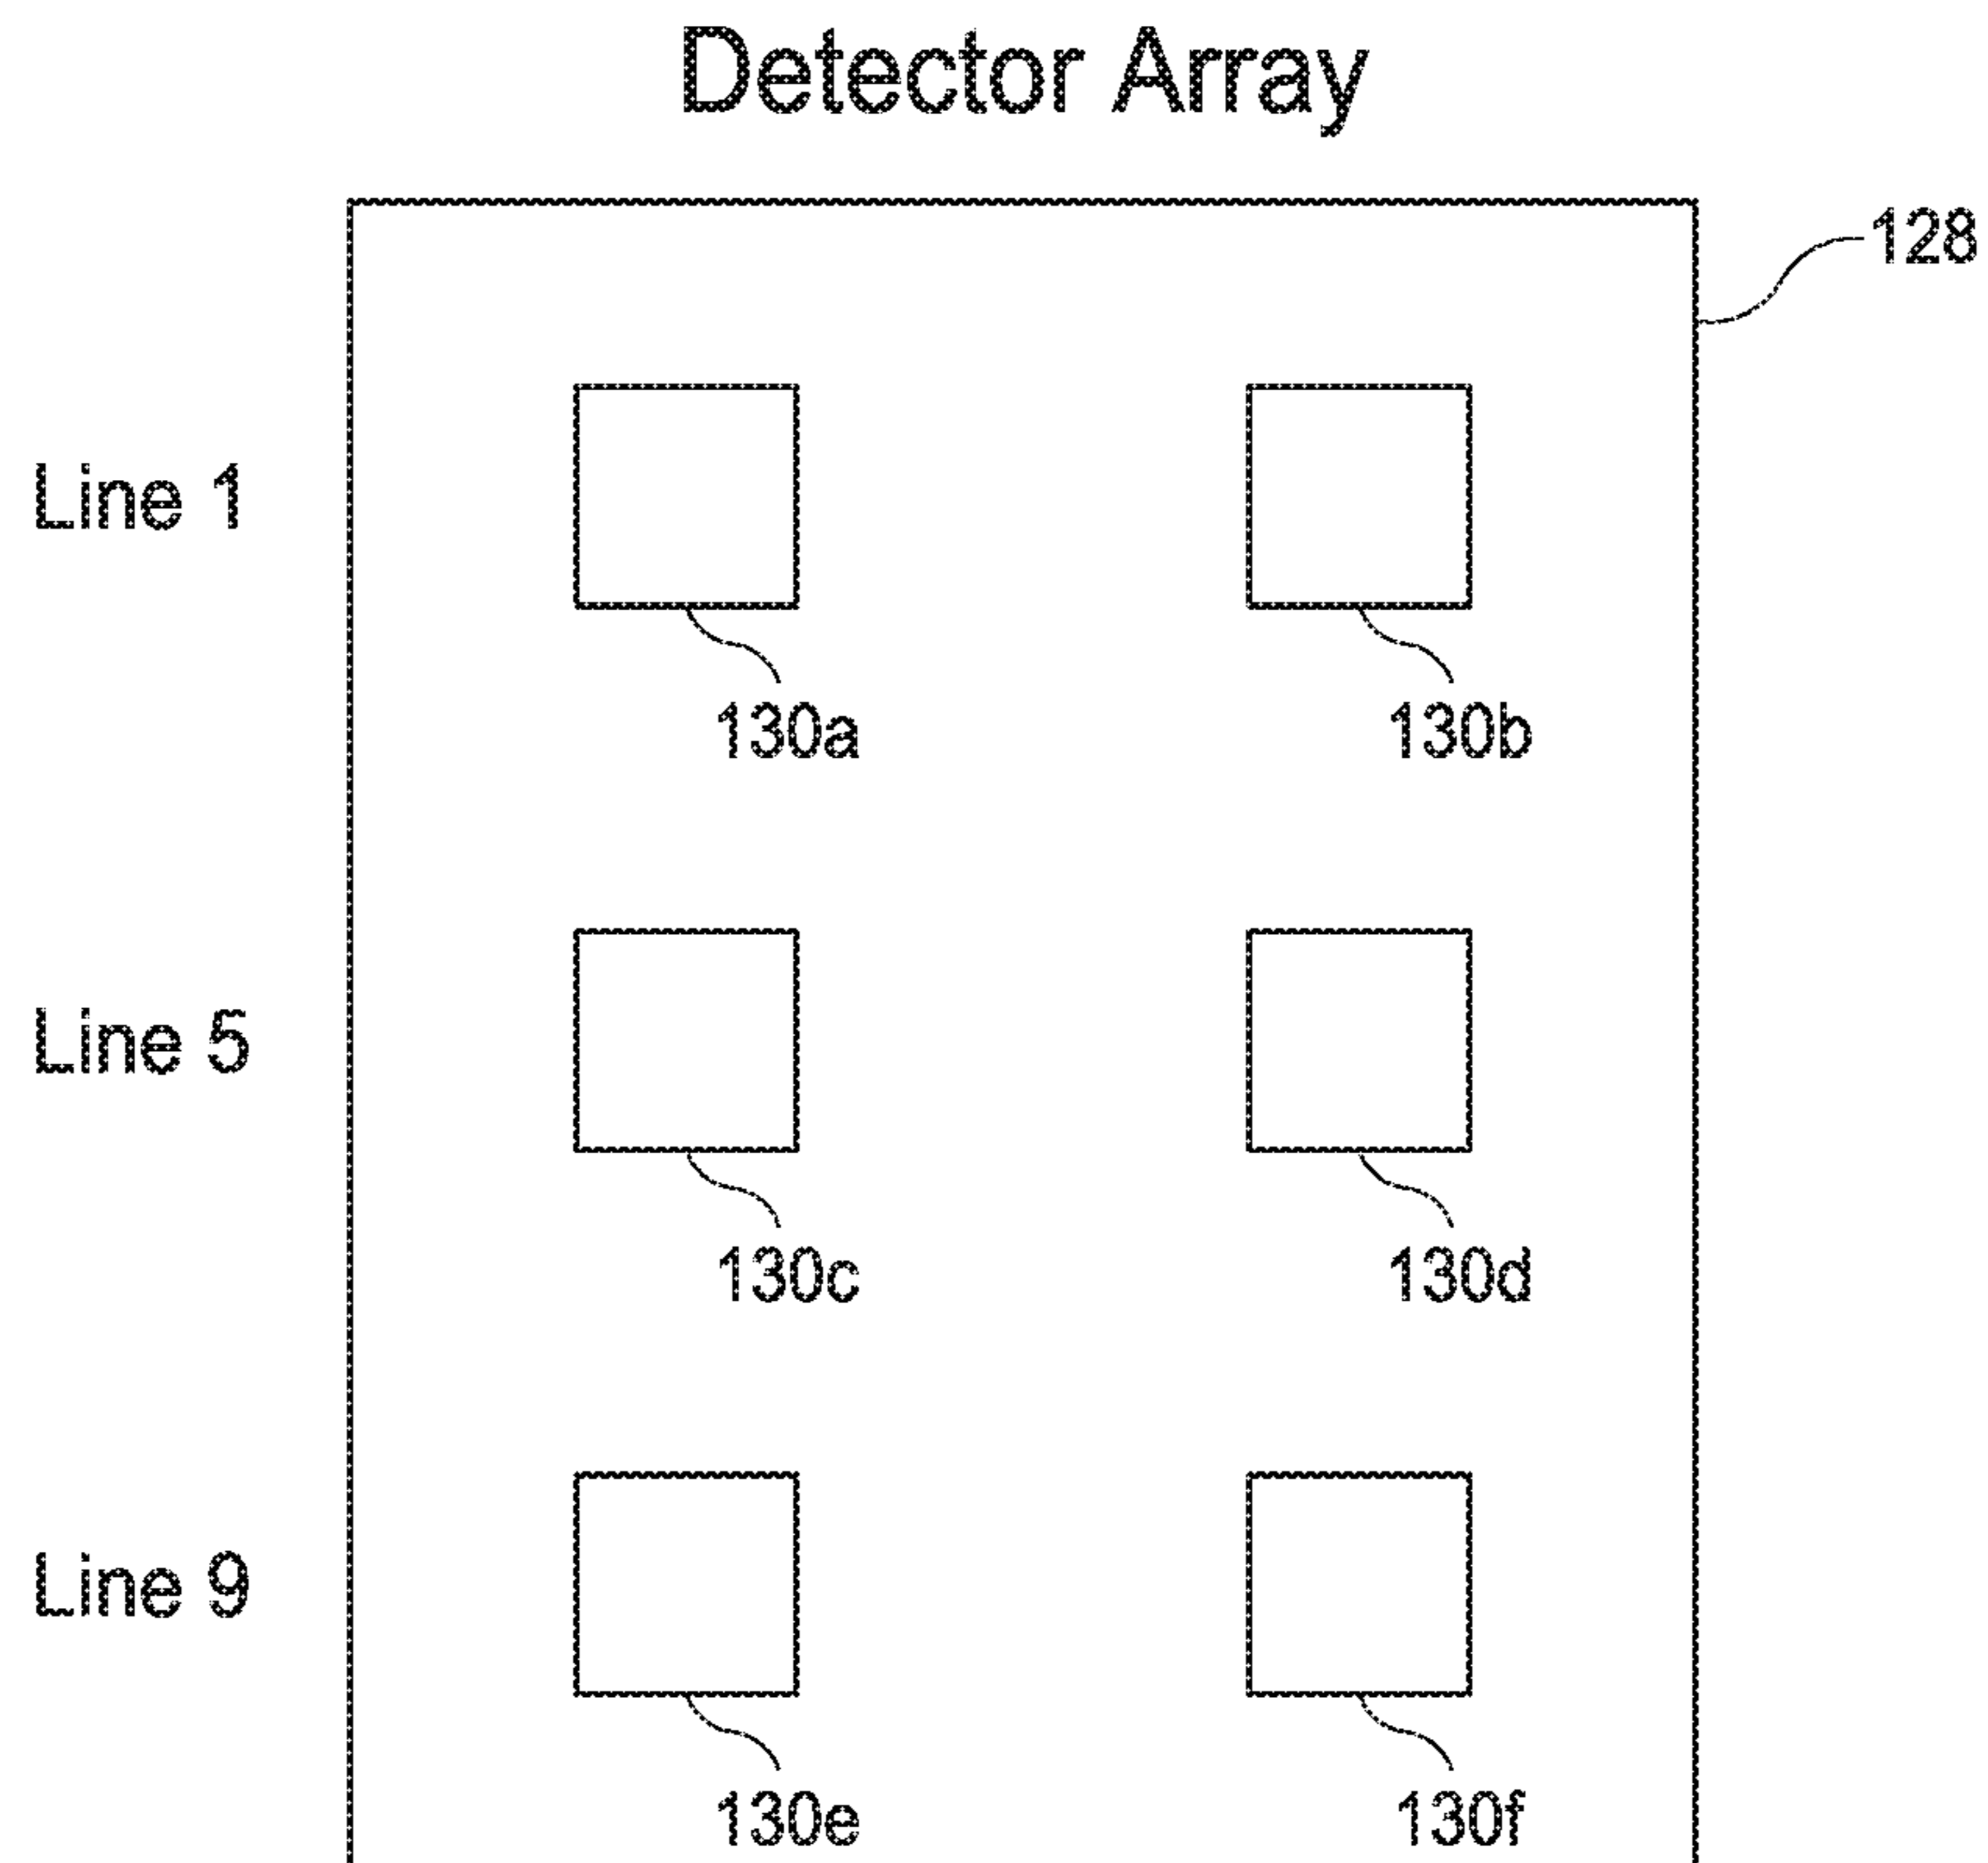 Detector Array
128
Line 1
130a
130b
Line 5
130c
130d
Line 9
130e
130f